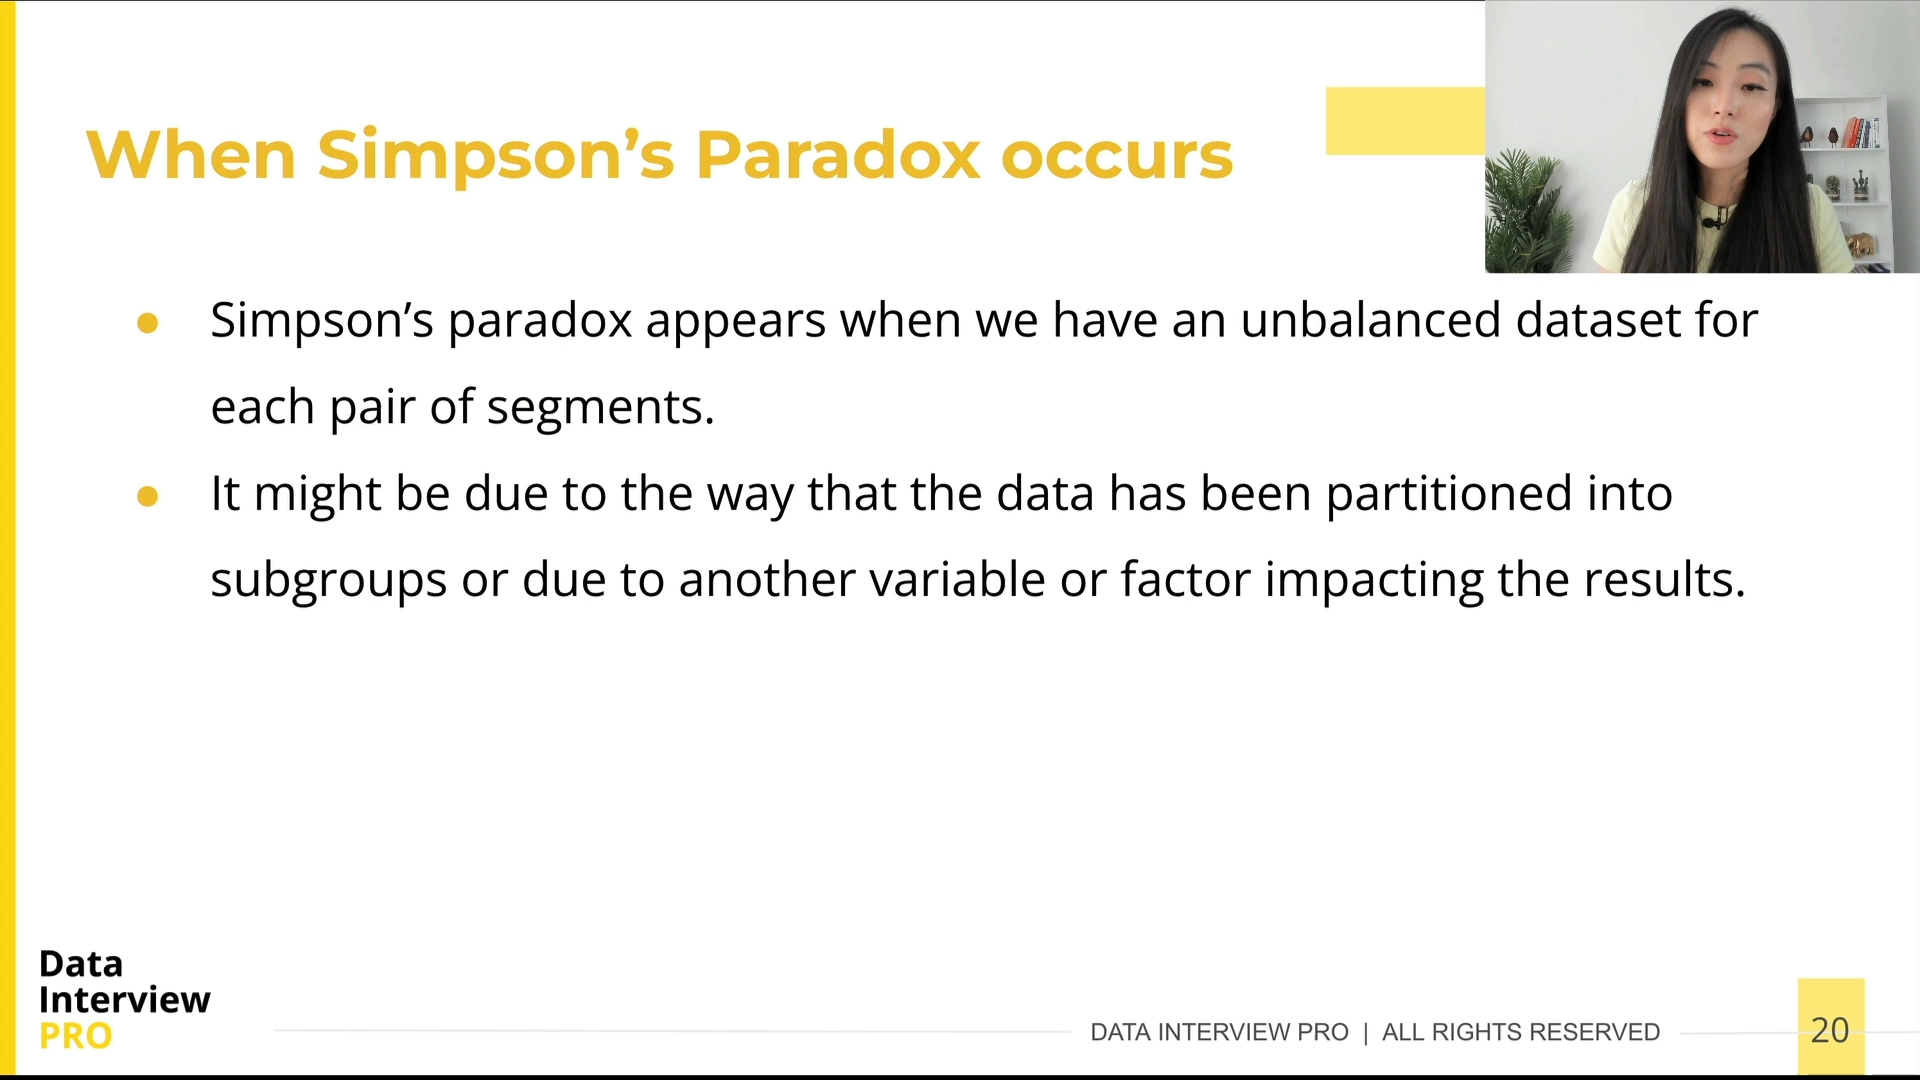 When Simpson’s Paradox occurs
● Simpson’s paradox appears when we have an unbalanced dataset for
each pair of segments.
● It might be due to the way that the data has been partitioned into
subgroups or due to another variable or factor impacting the results.
Data
Interview
PRO
DATA INTERVIEW PRO | ALL RIGHTS RESERVED
20